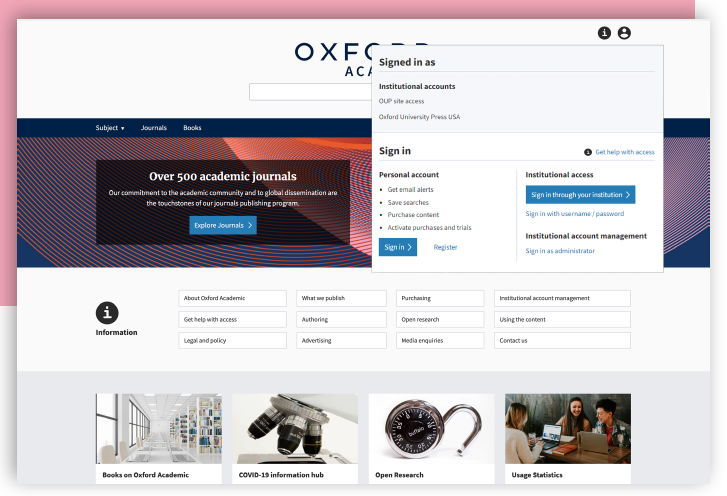 OXFORD
ACA
Signed in as
Institutional accounts
OUP site access
Oxford University Press USA
Subject ▾ Journals Books
Sign in
Get help with access
Personal account
• Get email alerts
• Save searches
• Purchase content
• Activate purchases and trials
Sign in >
Register
Institutional access
Sign in through your institution >
Sign in with username / password
Institutional account management
Sign in as administrator
Over 500 academic journals
Our commitment to the academic community and to global dissemination are
the touchstones of our journals publishing program.
Explore Journals >
Information
About Oxford Academic
What we publish
Purchasing
Institutional account management
Get help with access
Authoring
Open research
Using the content
Legal and policy
Advertising
Media enquiries
Contact us
Books on Oxford Academic
COVID-19 information hub
Open Research
Usage Statistics